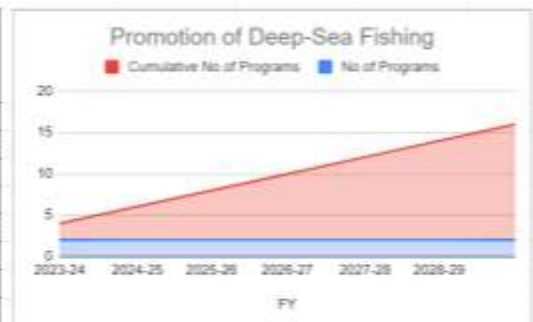 Promotion of Deep-Sea Fishing
Cumulative No of Programs No of Programs
20
15
10
5
0
2023-24 2024-25 2025-26 2026-27 2027-28 2028-29
FY